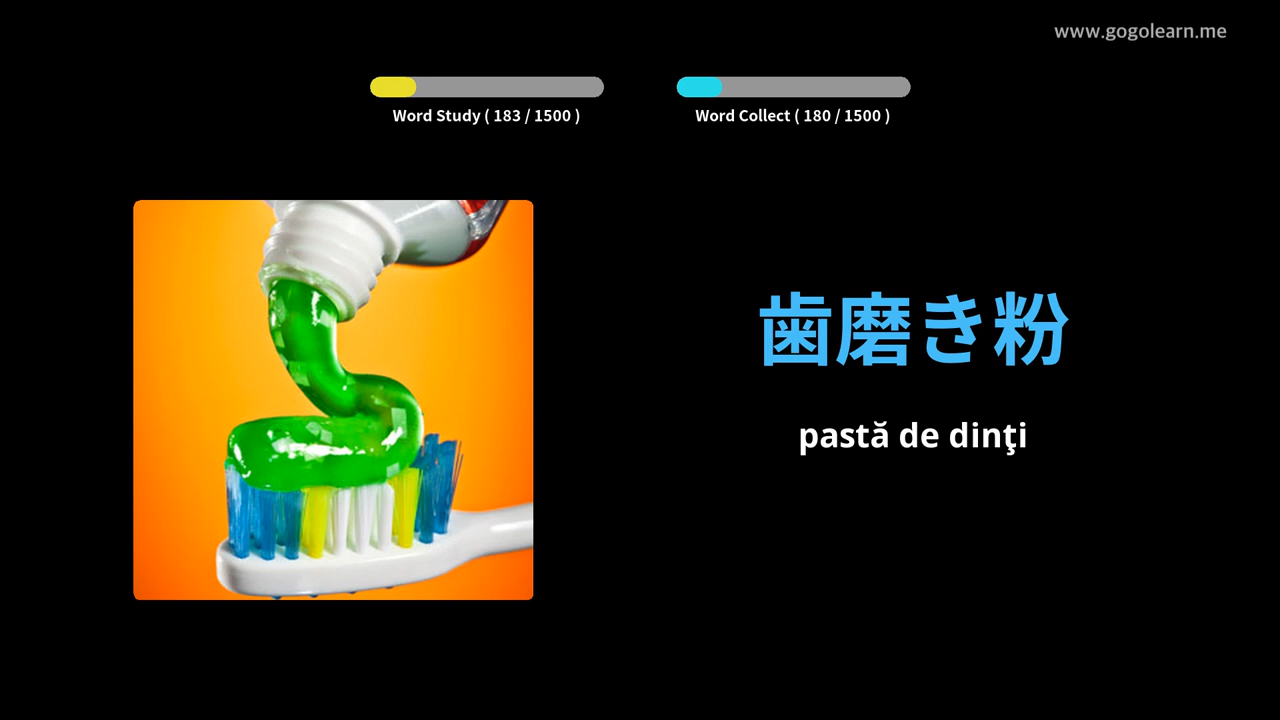 www.gogolearn.me
Word Study ( 183 / 1500 )
Word Collect ( 180 / 1500 )
歯磨き粉
pastă de dinţi